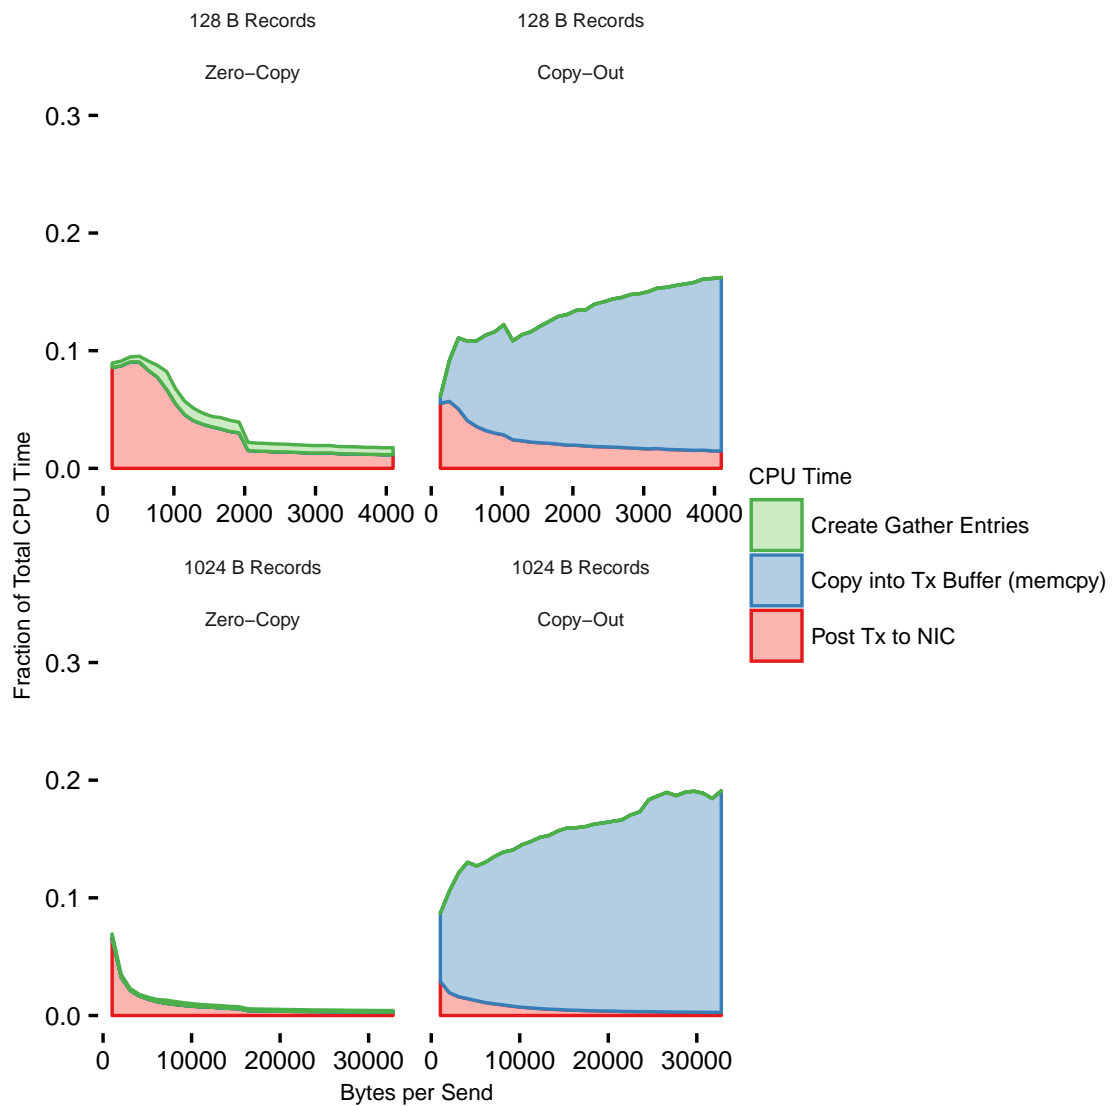 128 B Records
128 B Records
Zero−Copy
Copy−Out
0.3
0.2
0.1
0.0
0 1000 2000 3000 4000
0 1000 2000 3000 4000
Fraction of Total CPU Time
CPU Time
Create Gather Entries
Copy into Tx Buffer (memcpy)
Post Tx to NIC
1024 B Records
1024 B Records
Zero−Copy
Copy−Out
0.3
0.2
0.1
0.0
0 10000 20000 30000
0 10000 20000 30000
Bytes per Send